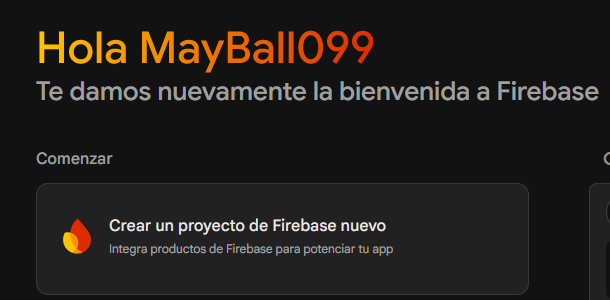 Hola MayBall099
Te damos nuevamente la bienvenida a Firebase
Comenzar
Crear un proyecto de Firebase nuevo
Integra productos de Firebase para potenciar tu app